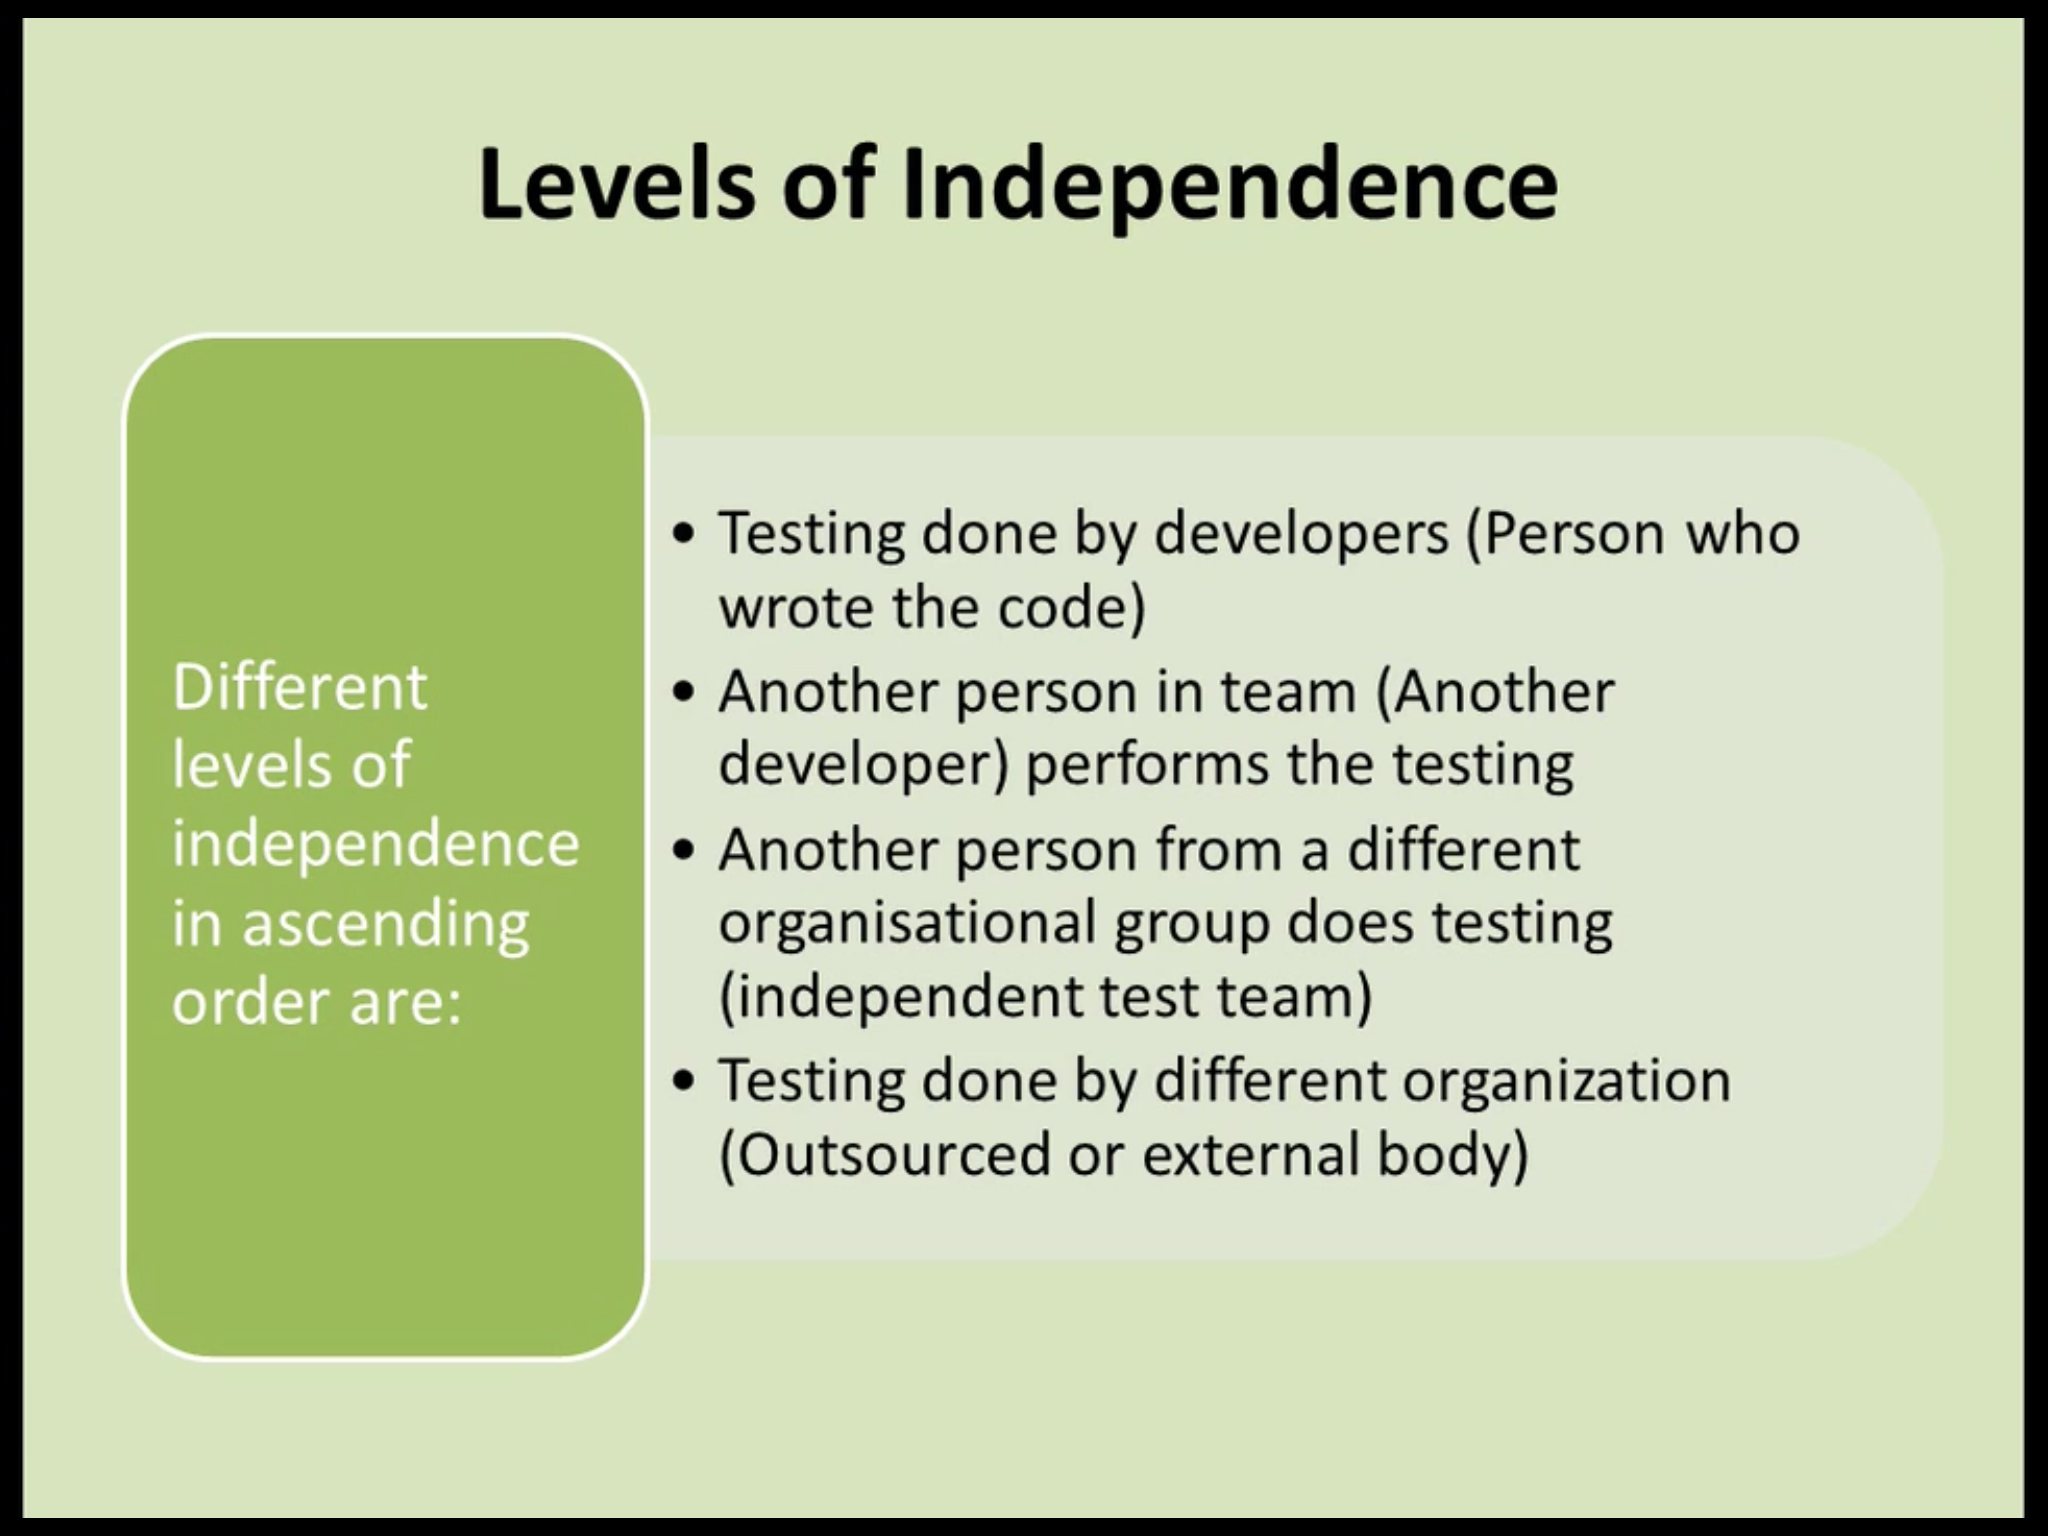 Levels of Independence
Different
levels of
independence
in ascending
order are:
• Testing done by developers (Person who
wrote the code)
• Another person in team (Another
developer) performs the testing
• Another person from a different
organisational group does testing
(independent test team)
• Testing done by different organization
(Outsourced or external body)